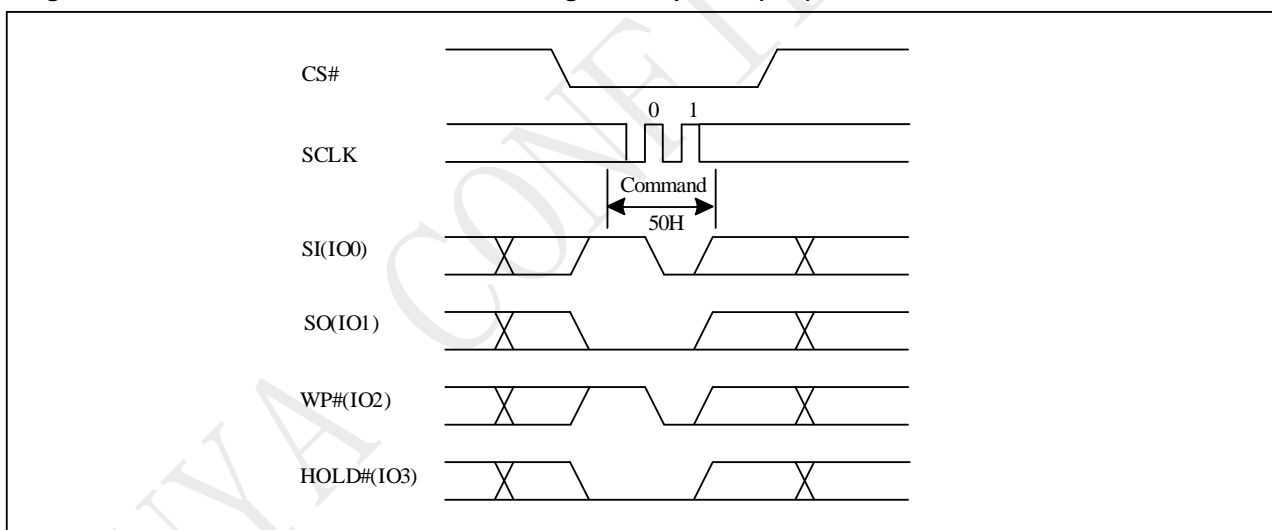 CS#
0 1
SCLK
Command
50H
SI(IO0)
SO(IO1)
WP#(IO2)
HOLD#(IO3)